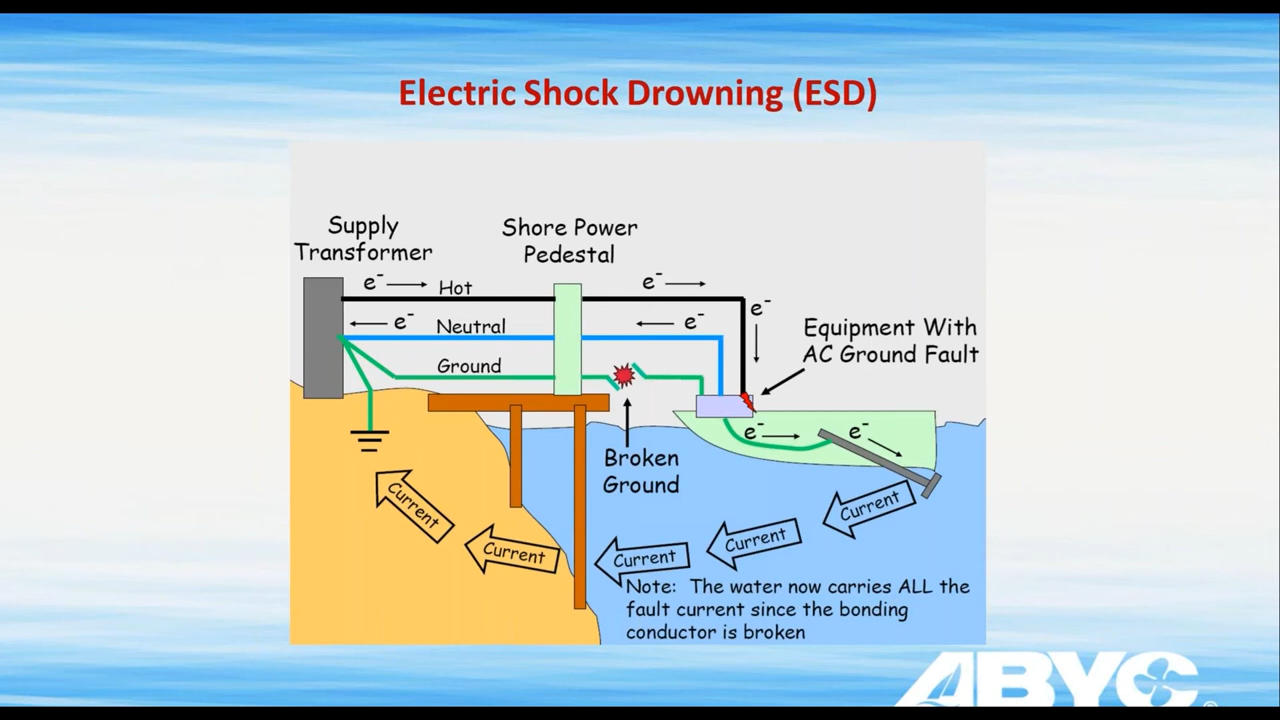 Electric Shock Drowning (ESD)
Supply
Transformer
Shore Power
Pedestal
e⁻
Hot
e⁻
e⁻
e⁻
Neutral
e⁻
Equipment With
AC Ground Fault
Ground
Broken
Ground
e⁻
e⁻
Current
Current
Current
Current
Current
Note: The water now carries ALL the
fault current since the bonding
conductor is broken
ABYC
®